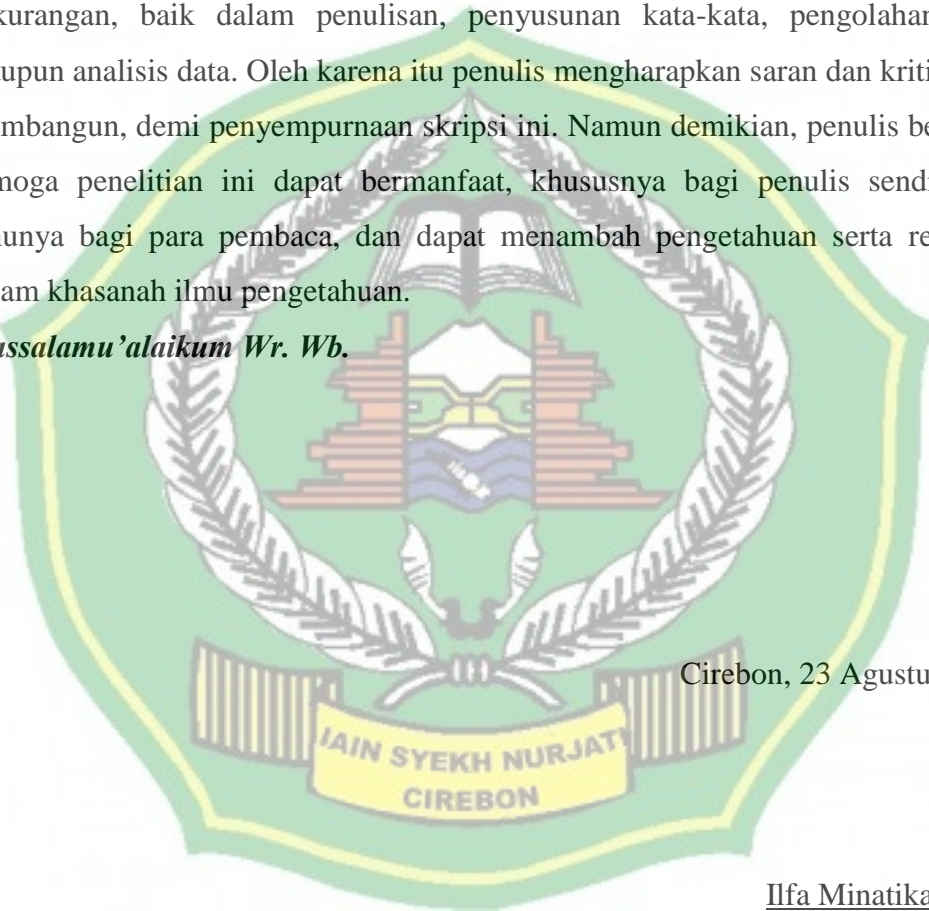 kurangan, baik dalam penulisan, penyusunan kata-kata, pengolahan
upun analisis data. Oleh karena itu penulis mengharapkan saran dan kriti
mbangun, demi penyempurnaan skripsi ini. Namun demikian, penulis be
moga penelitian ini dapat bermanfaat, khususnya bagi penulis send
unya bagi para pembaca, dan dapat menambah pengetahuan serta re
am khasanah ilmu pengetahuan.
ssalamu’alaikum Wr. Wb.
Cirebon, 23 Agustu
IAIN SYEKH NURJATI
CIREBON
Ilfa Minatika